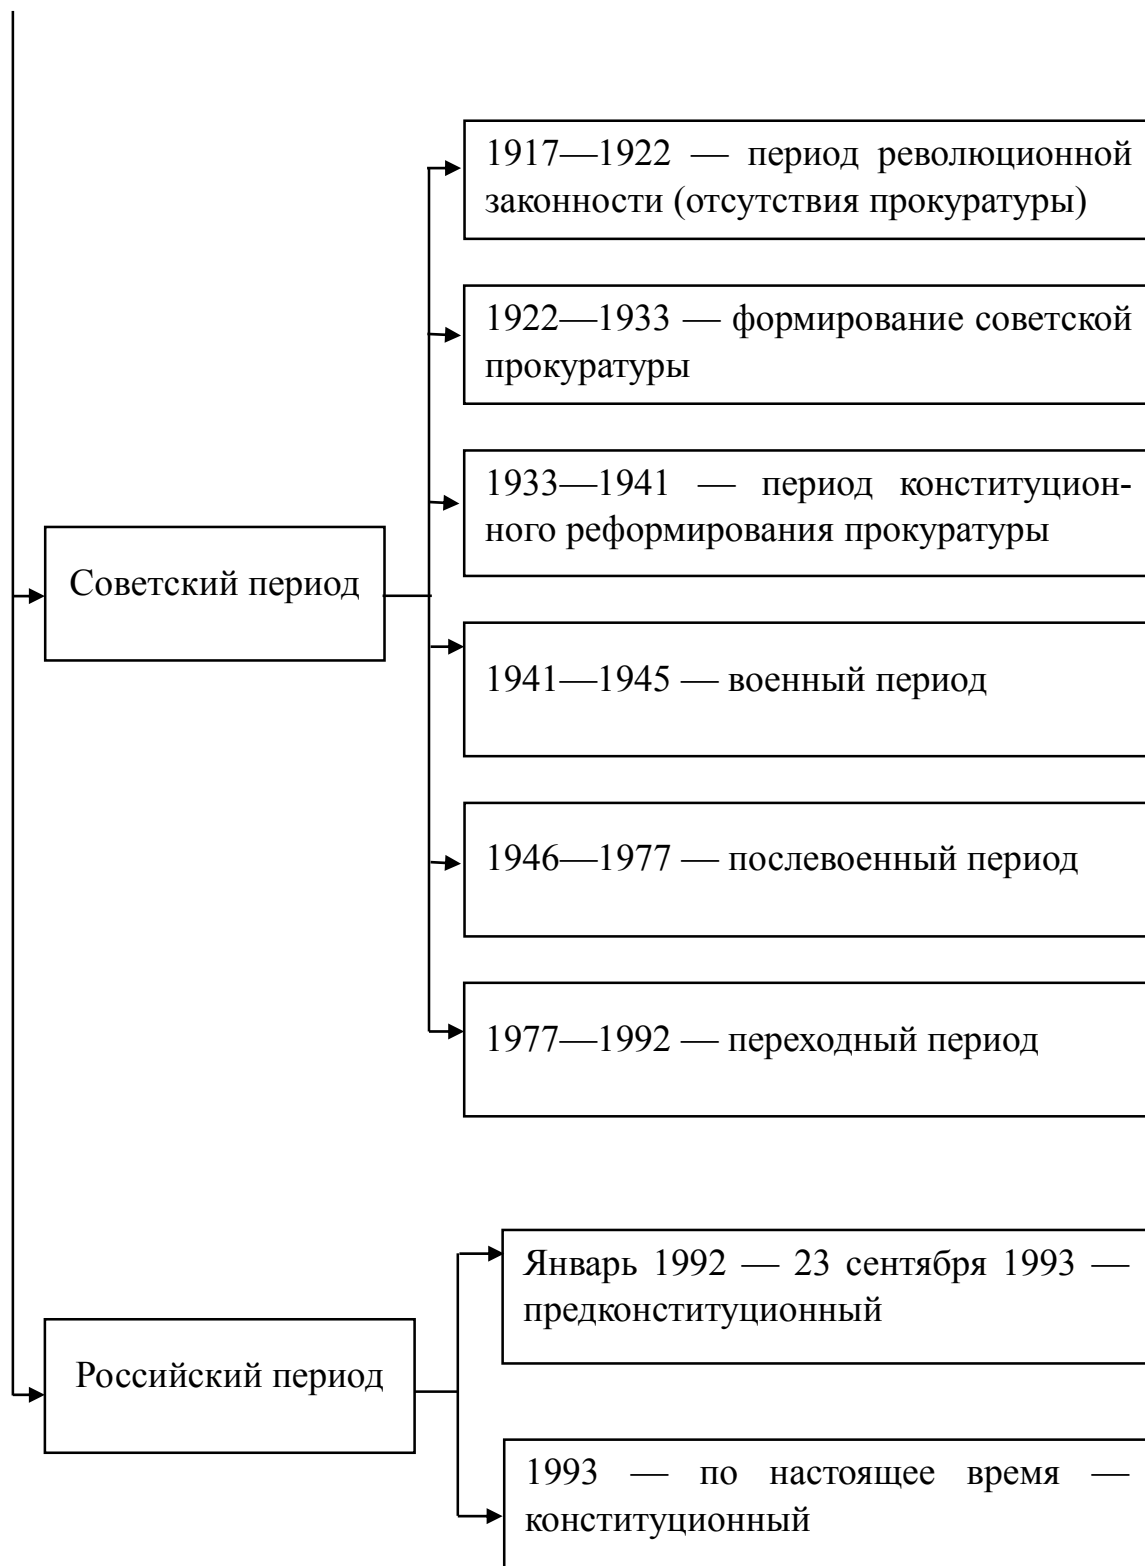 1917—1922 — период революционной
законности (отсутствия прокуратуры)
1922—1933 — формирование советской
прокуратуры
1933—1941 — период конституцион-
ного реформирования прокуратуры
Советский период
1941—1945 — военный период
1946—1977 — послевоенный период
1977—1992 — переходный период
Январь 1992 — 23 сентября 1993 —
предконституционный
Российский период
1993 — по настоящее время —
конституционный